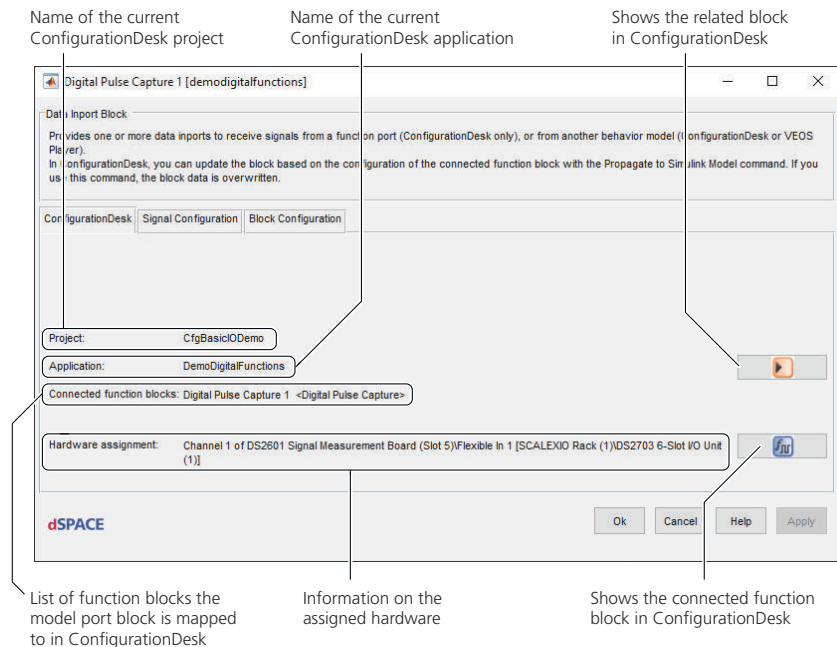 Name of the current
ConfigurationDesk project
Name of the current
ConfigurationDesk application
Shows the related block
in ConfigurationDesk
Digital Pulse Capture 1 [demodigitalfunctions]
Data Inport Block
Provides one or more data inports to receive signals from a function port (ConfigurationDesk only), or from another behavior model (ConfigurationDesk or VEOS
Player).
In ConfigurationDesk, you can update the block based on the configuration of the connected function block with the Propagate to Simulink Model command. If you
use this command, the block data is overwritten.
ConfigurationDesk Signal Configuration Block Configuration
Project: CfgBasicIODemo
Application: DemoDigitalFunctions
Connected function blocks: Digital Pulse Capture 1 <Digital Pulse Capture>
Hardware assignment: Channel 1 of DS2601 Signal Measurement Board (Slot 5)\Flexible In 1 [SCALEXIO Rack (1)\DS2703 6-Slot I/O Unit
(1)]
dSPACE
Ok Cancel Help Apply
List of function blocks the
model port block is mapped
to in ConfigurationDesk
Information on the
assigned hardware
Shows the connected function
block in ConfigurationDesk